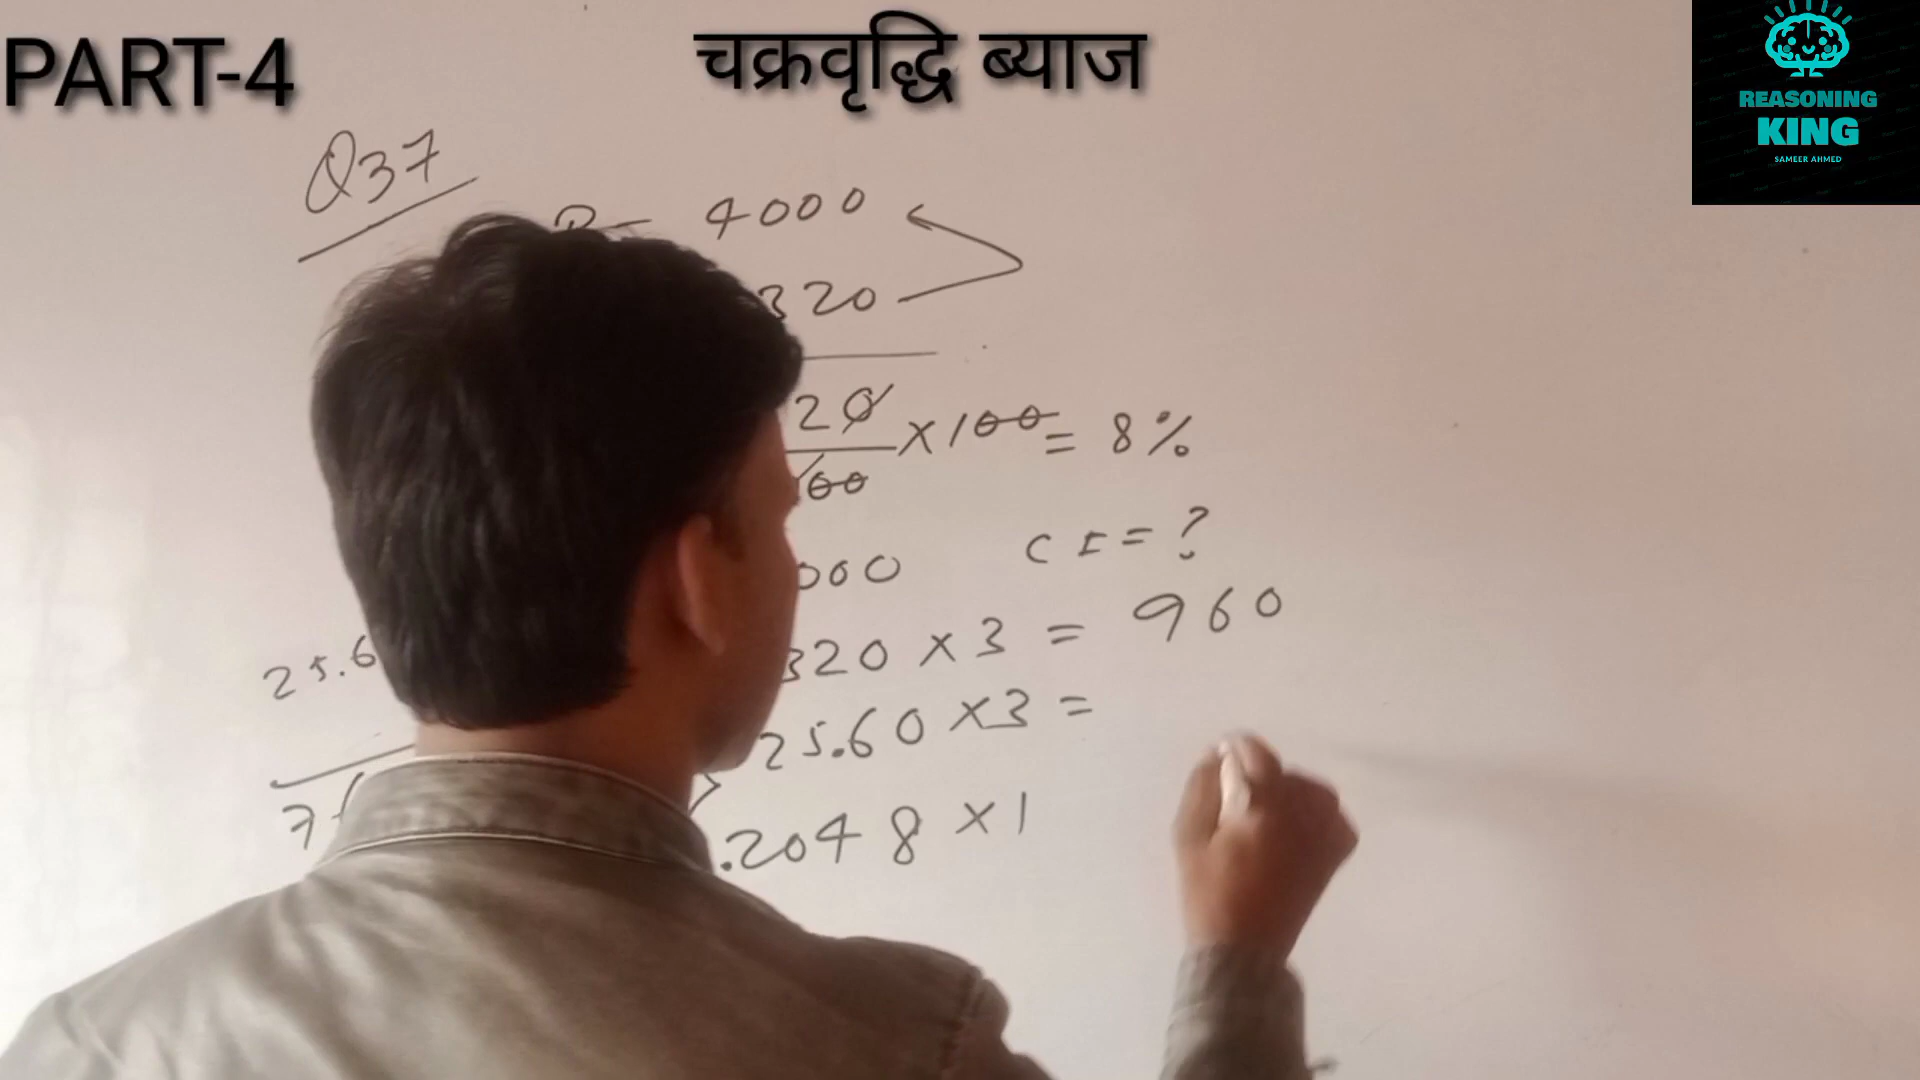 PART-4
चक्रवृद्धि ब्याज
REASONING
KING
SAMEER AHMED
Q37
4000
320
20 × 100 = 8%
00
000 CI = ?
320 × 3 = 960
25.6
25.60 × 3 =
.2048 × 1